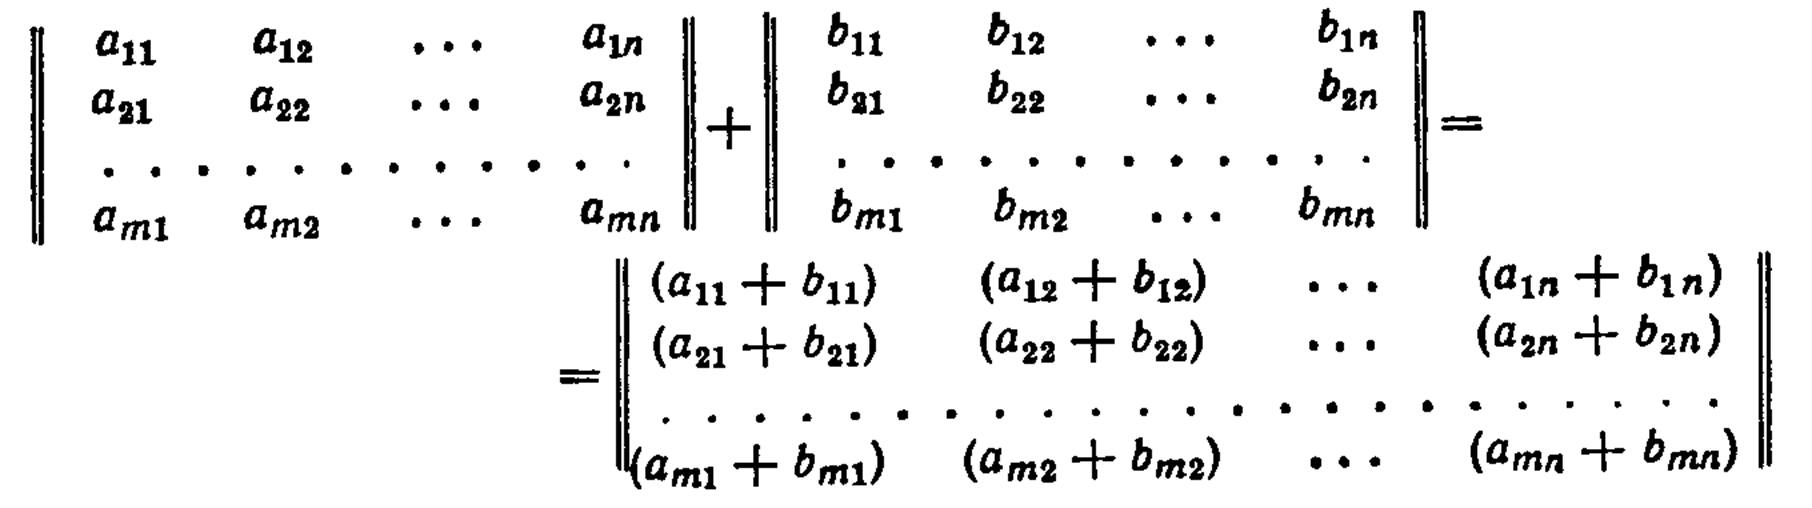 ‖ a₁₁ a₁₂ ... a₁ₙ ‖ + ‖ b₁₁ b₁₂ ... b₁ₙ ‖ =
a₂₁ a₂₂ ... a₂ₙ b₂₁ b₂₂ ... b₂ₙ
. . . . . . . . . . . . . . . . . . . . . . . .
aₘ₁ aₘ₂ ... aₘₙ bₘ₁ bₘ₂ ... bₘₙ
= ‖ (a₁₁ + b₁₁) (a₁₂ + b₁₂) ... (a₁ₙ + b₁ₙ) ‖
(a₂₁ + b₂₁) (a₂₂ + b₂₂) ... (a₂ₙ + b₂ₙ)
. . . . . . . . . . . . . . . . . . . . . . .
(aₘ₁ + bₘ₁) (aₘ₂ + bₘ₂) ... (aₘₙ + bₘₙ)